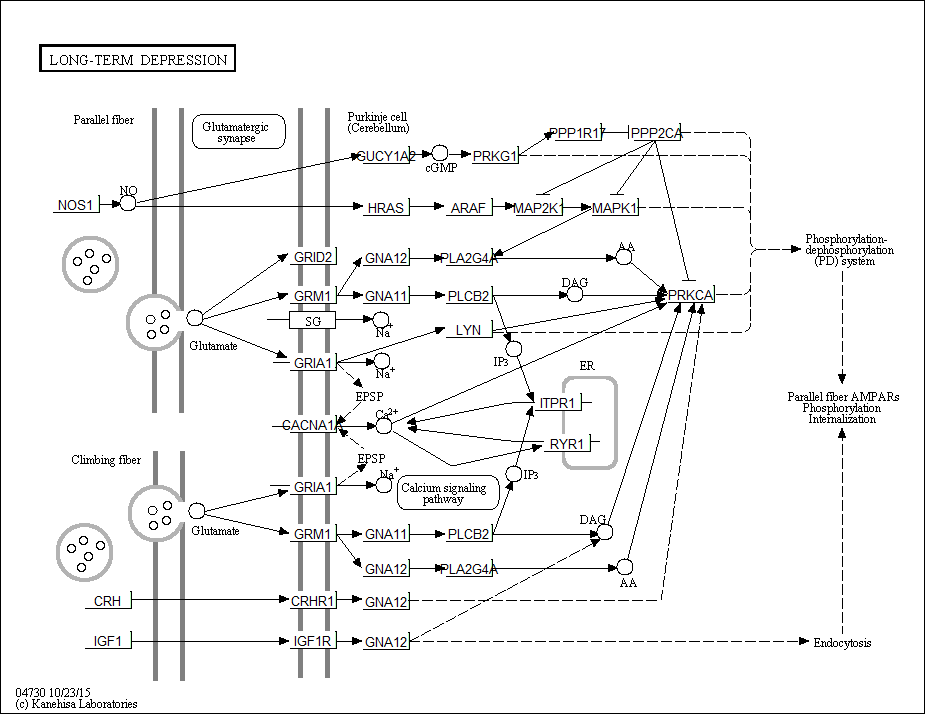 LONG-TERM DEPRESSION
Parallel fiber
Glutamatergic
synapse
Purkinje cell
(Cerebellum)
PPP1R17
PPP2CA
GUCY1A2
cGMP
PRKG1
NO
NOS1
HRAS
ARAF
MAP2K1
MAPK1
GRID2
GNA12
PLA2G4A
AA
Phosphorylation-
dephosphorylation
(PD) system
GRM1
GNA11
PLCB2
DAG
PRKCA
SG
Na+
LYN
Glutamate
GRIA1
Na+
IP3
ER
EPSP
ITPR1
Parallel fiber AMPARs
Phosphorylation
Internalization
CACNA1A
Ca2+
RYR1
Climbing fiber
EPSP
Na+
IP3
GRIA1
Calcium signaling
pathway
Glutamate
GRM1
GNA11
PLCB2
DAG
GNA12
PLA2G4A
AA
CRH
CRHR1
GNA12
IGF1
IGF1R
GNA12
Endocytosis
04730 10/23/15
(c) Kanehisa Laboratories